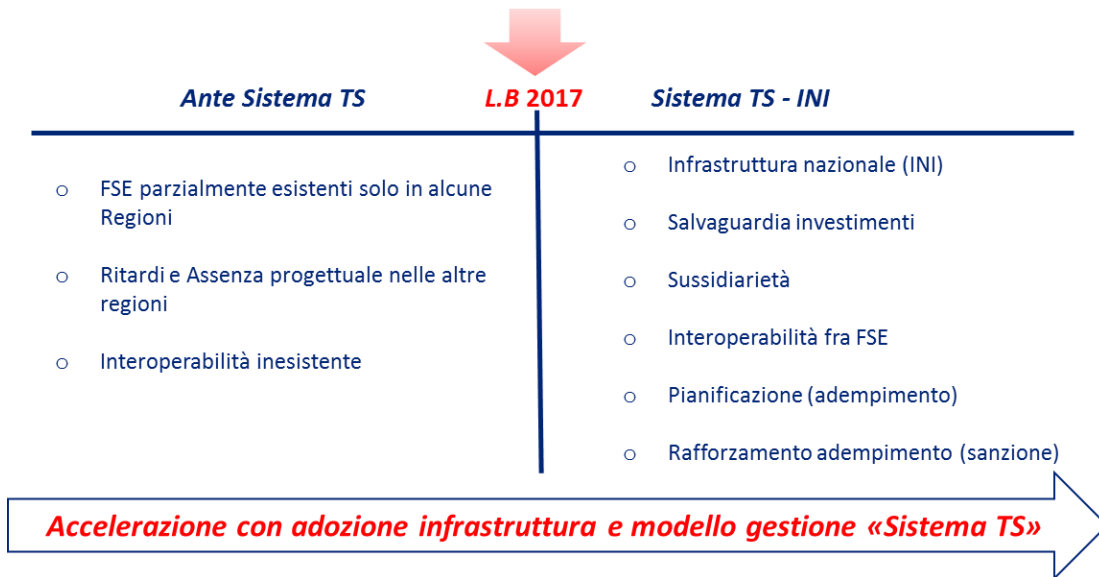 Ante Sistema TS
L.B 2017
Sistema TS - INI
o FSE parzialmente esistenti solo in alcune
Regioni
o Ritardi e Assenza progettuale nelle altre
regioni
o Interoperabilità inesistente
o Infrastruttura nazionale (INI)
o Salvaguardia investimenti
o Sussidiarietà
o Interoperabilità fra FSE
o Pianificazione (adempimento)
o Rafforzamento adempimento (sanzione)
Accelerazione con adozione infrastruttura e modello gestione «Sistema TS»